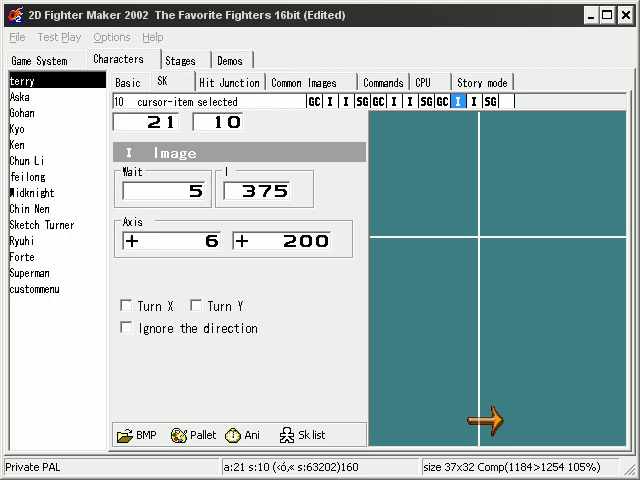 2D Fighter Maker 2002  The Favorite Fighters 16bit (Edited)
File Test Play Options Help
Game System Characters Stages Demos
terry
Aska
Gohan
Kyo
Ken
Chun Li
feilong
Midknight
Chin Nen
Sketch Turner
Ryuhi
Forte
Superman
custommenu
Basic SK Hit Junction Common Images Commands CPU Story mode
10 cursor-item selected GC I I SG GC I I SG GC I I SG
21 10
I Image
Wait I
5 375
Axis
+ 6 + 200
Turn X Turn Y
Ignore the direction
BMP Pallet Ani Sk list
Private PAL a:21 s:10 (‹ó,« s:63202)160 size 37x32 Comp(1184>1254 105%)